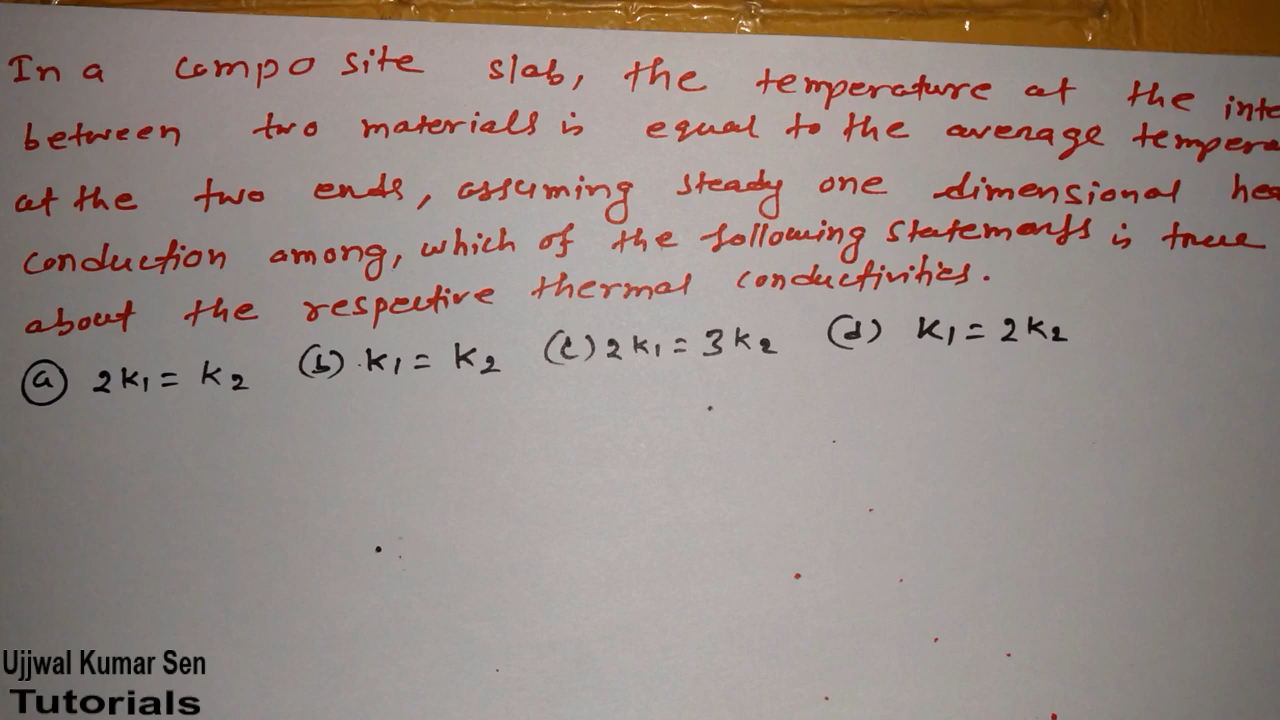 In a composite slab, the temperature at the inte
between two materials is equal to the average tempera
at the two ends, assuming steady one dimensional hea
conduction among, which of the following statements is true
about the respective thermal conductivities.
(a) 2K1 = K2 (b) K1 = K2 (c) 2K1 = 3K2 (d) K1 = 2K2
Ujjwal Kumar Sen
Tutorials